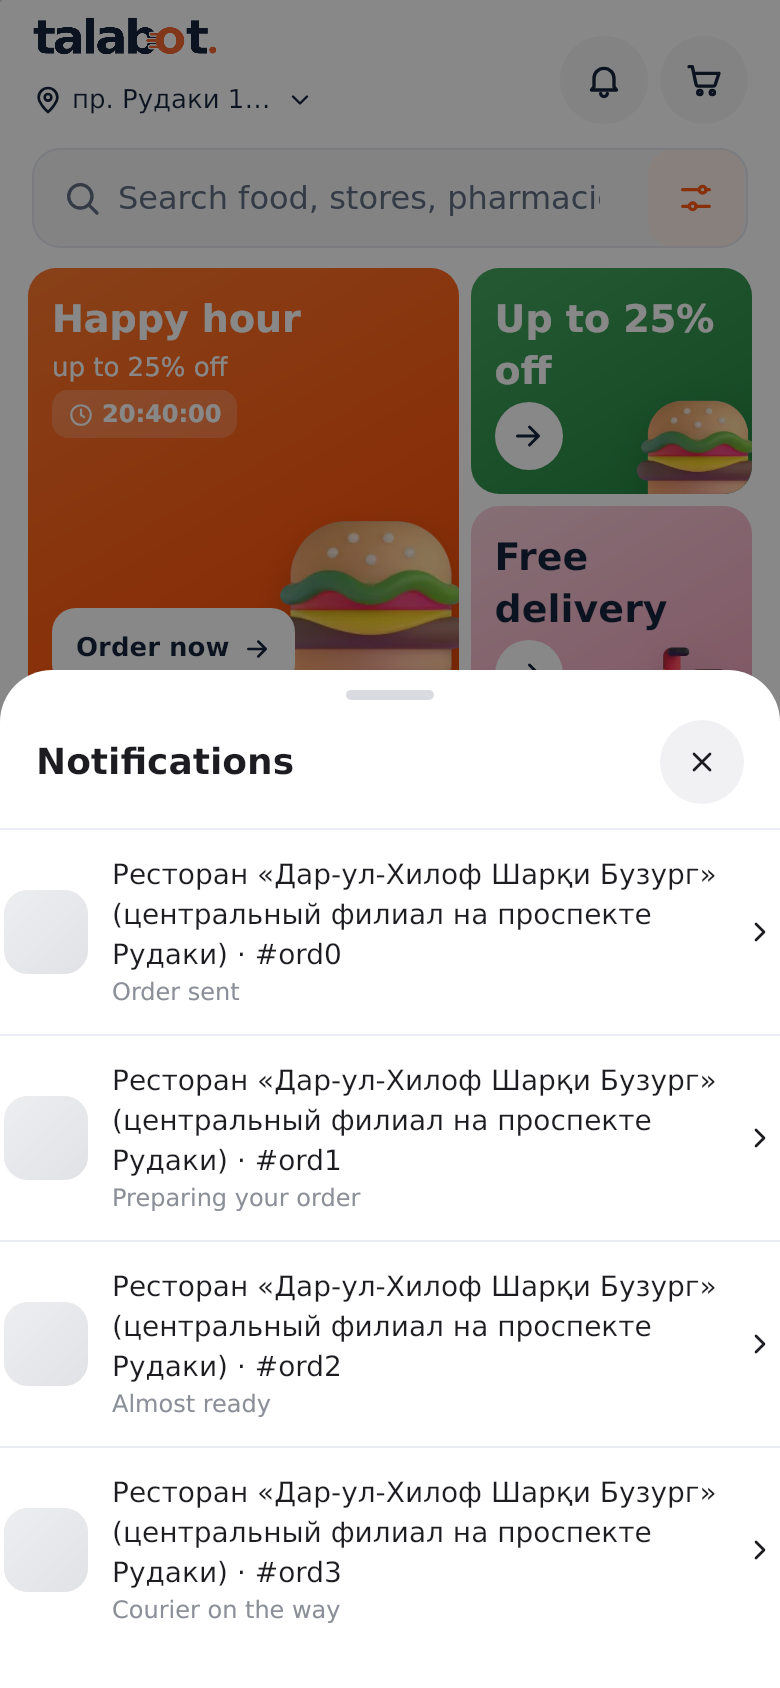 talabot.
пр. Рудаки 1...
Search food, stores, pharmaci
Happy hour
up to 25% off
20:40:00
Order now
Up to 25%
off
Free
delivery
Notifications
Ресторан «Дар-ул-Хилоф Шарқи Бузург»
(центральный филиал на проспекте
Рудаки) · #ord0
Order sent
Ресторан «Дар-ул-Хилоф Шарқи Бузург»
(центральный филиал на проспекте
Рудаки) · #ord1
Preparing your order
Ресторан «Дар-ул-Хилоф Шарқи Бузург»
(центральный филиал на проспекте
Рудаки) · #ord2
Almost ready
Ресторан «Дар-ул-Хилоф Шарқи Бузург»
(центральный филиал на проспекте
Рудаки) · #ord3
Courier on the way